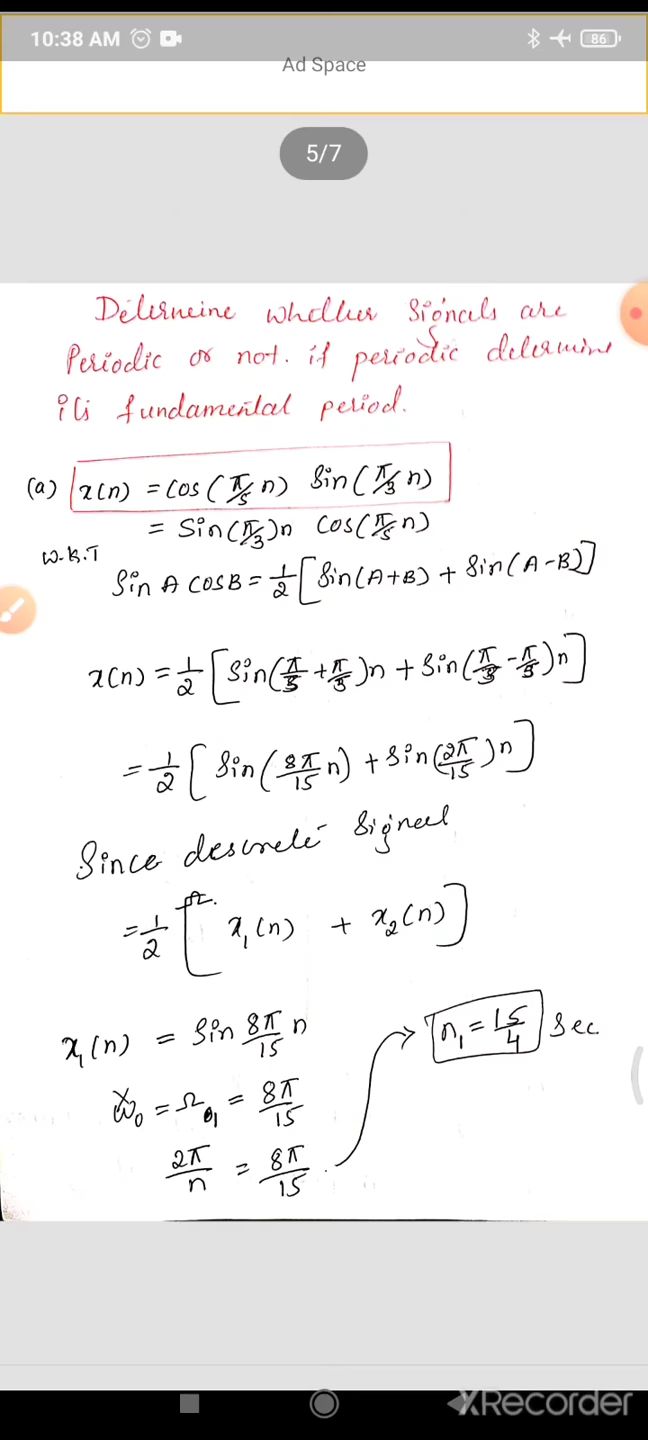 10:38 AM 86
Ad Space
5/7
Determine whether signals are
Periodic or not. if periodic determine
its fundamental period.
(a) x(n) = cos(π/5 n) Sin(π/3 n)
= Sin(π/3)n cos(π/5 n)
W.K.T
Sin A cosB = 1/2 [Sin(A+B) + Sin(A-B)]
x(n) = 1/2 [Sin(π/3 + π/5)n + Sin(π/3 - π/5)n]
= 1/2 [Sin(8π/15 n) + Sin(2π/15)n]
Since descrete signal
= 1/2 [x₁(n) + x₂(n)]
x₁(n) = Sin 8π/15 n
ω₀ = Ω₀₁ = 8π/15
2π/n = 8π/15
n₁ = 15/4 Sec
XRecorder